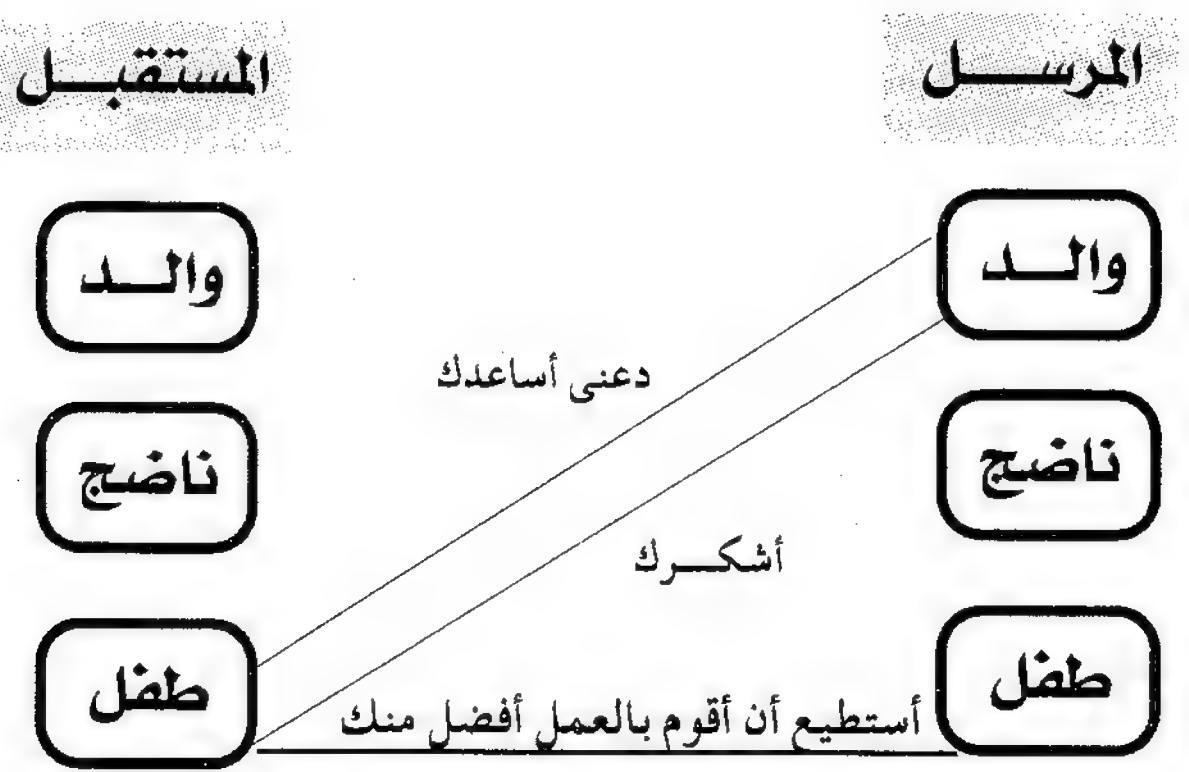 المرسل
المستقبل
والد
والد
دعنى أساعدك
ناضج
ناضج
أشكرك
طفل
طفل
أستطيع أن أقوم بالعمل أفضل منك